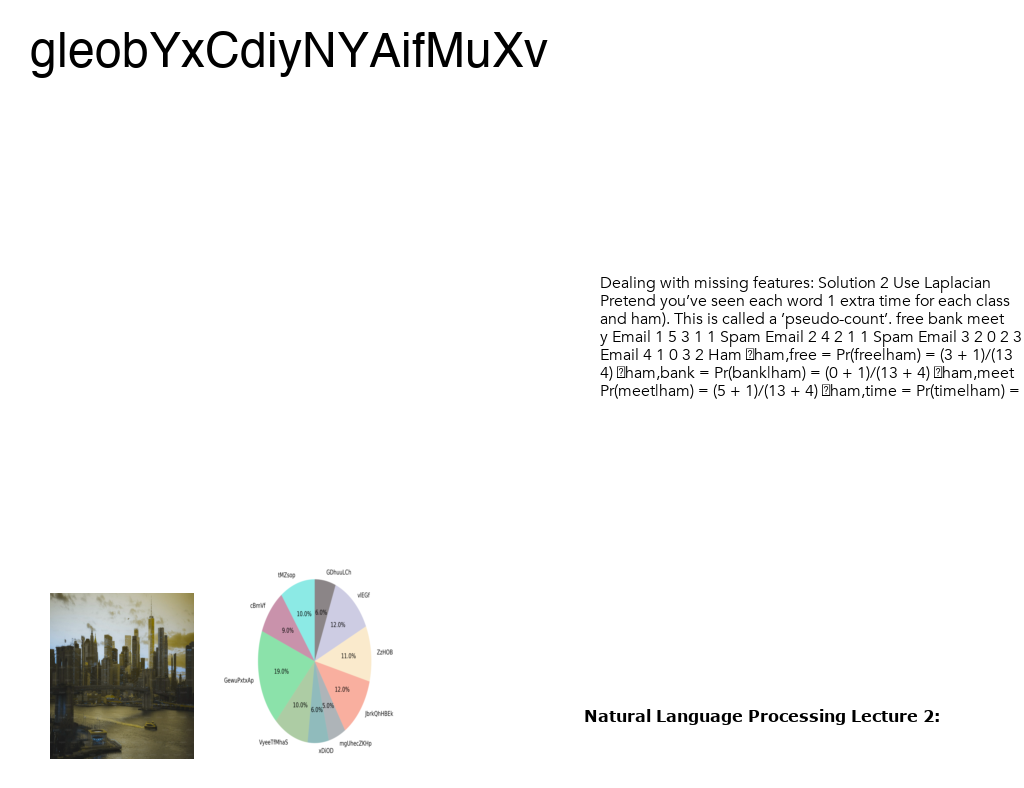 gleobYxCdiyNYAifMuXv
Dealing with missing features: Solution 2 Use Laplacian
Pretend you’ve seen each word 1 extra time for each class
and ham). This is called a ‘pseudo-count’. free bank meet
y Email 1 5 3 1 1 Spam Email 2 4 2 1 1 Spam Email 3 2 0 2 3
Email 4 1 0 3 2 Ham ham,free = Pr(free|ham) = (3 + 1)/(13
4) ham,bank = Pr(bank|ham) = (0 + 1)/(13 + 4) ham,meet
Pr(meet|ham) = (5 + 1)/(13 + 4) ham,time = Pr(time|ham) =
GDhuuLCh
tMZsop
vlEGf
cBmVf
10.0%
6.0%
12.0%
9.0%
ZzHOB
11.0%
19.0%
GewuPxtxAp
12.0%
10.0%
5.0%
6.0%
JbrkQhHBEk
VyeeTfMhaS
mgUhecZKHp
xDiOD
Natural Language Processing Lecture 2: